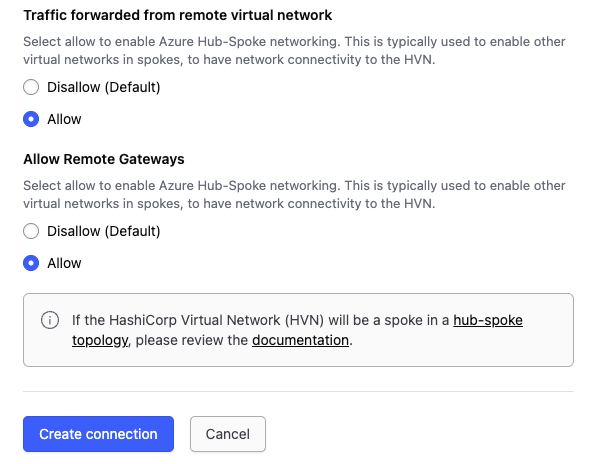 Traffic forwarded from remote virtual network
Select allow to enable Azure Hub-Spoke networking. This is typically used to enable other
virtual networks in spokes, to have network connectivity to the HVN.
Disallow (Default)
Allow
Allow Remote Gateways
Select allow to enable Azure Hub-Spoke networking. This is typically used to enable other
virtual networks in spokes, to have network connectivity to the HVN.
Disallow (Default)
Allow
If the HashiCorp Virtual Network (HVN) will be a spoke in a hub-spoke
topology, please review the documentation.
Create connection
Cancel